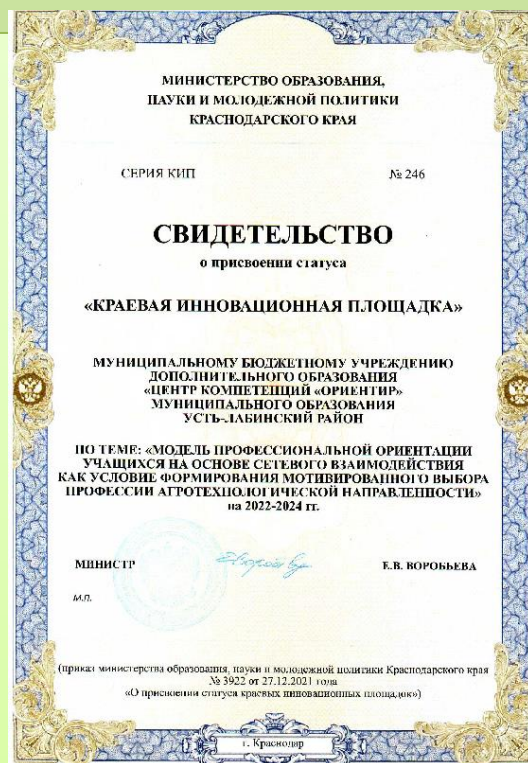 МИНИСТЕРСТВО ОБРАЗОВАНИЯ,
НАУКИ И МОЛОДЕЖНОЙ ПОЛИТИКИ
КРАСНОДАРСКОГО КРАЯ
СЕРИЯ КИП № 246
СВИДЕТЕЛЬСТВО
о присвоении статуса
«КРАЕВАЯ ИННОВАЦИОННАЯ ПЛОЩАДКА»
МУНИЦИПАЛЬНОМУ БЮДЖЕТНОМУ УЧРЕЖДЕНИЮ
ДОПОЛНИТЕЛЬНОГО ОБРАЗОВАНИЯ
«ЦЕНТР КОМПЕТЕНЦИЙ «ОРИЕНТИР»
МУНИЦИПАЛЬНОГО ОБРАЗОВАНИЯ
УСТЬ-ЛАБИНСКИЙ РАЙОН
ПО ТЕМЕ: «МОДЕЛЬ ПРОФЕССИОНАЛЬНОЙ ОРИЕНТАЦИИ
УЧАЩИХСЯ НА ОСНОВЕ СЕТЕВОГО ВЗАИМОДЕЙСТВИЯ
КАК УСЛОВИЕ ФОРМИРОВАНИЯ МОТИВИРОВАННОГО ВЫБОРА
ПРОФЕССИИ АГРОТЕХНОЛОГИЧЕСКОЙ НАПРАВЛЕННОСТИ»
на 2022-2024 гг.
МИНИСТР Е.В. ВОРОБЬЕВА
М.П.
(приказ министерства образования, науки и молодежной политики Краснодарского края
№ 3922 от 27.12.2021 года
«О присвоении статуса краевых инновационных площадок»)
г. Краснодар